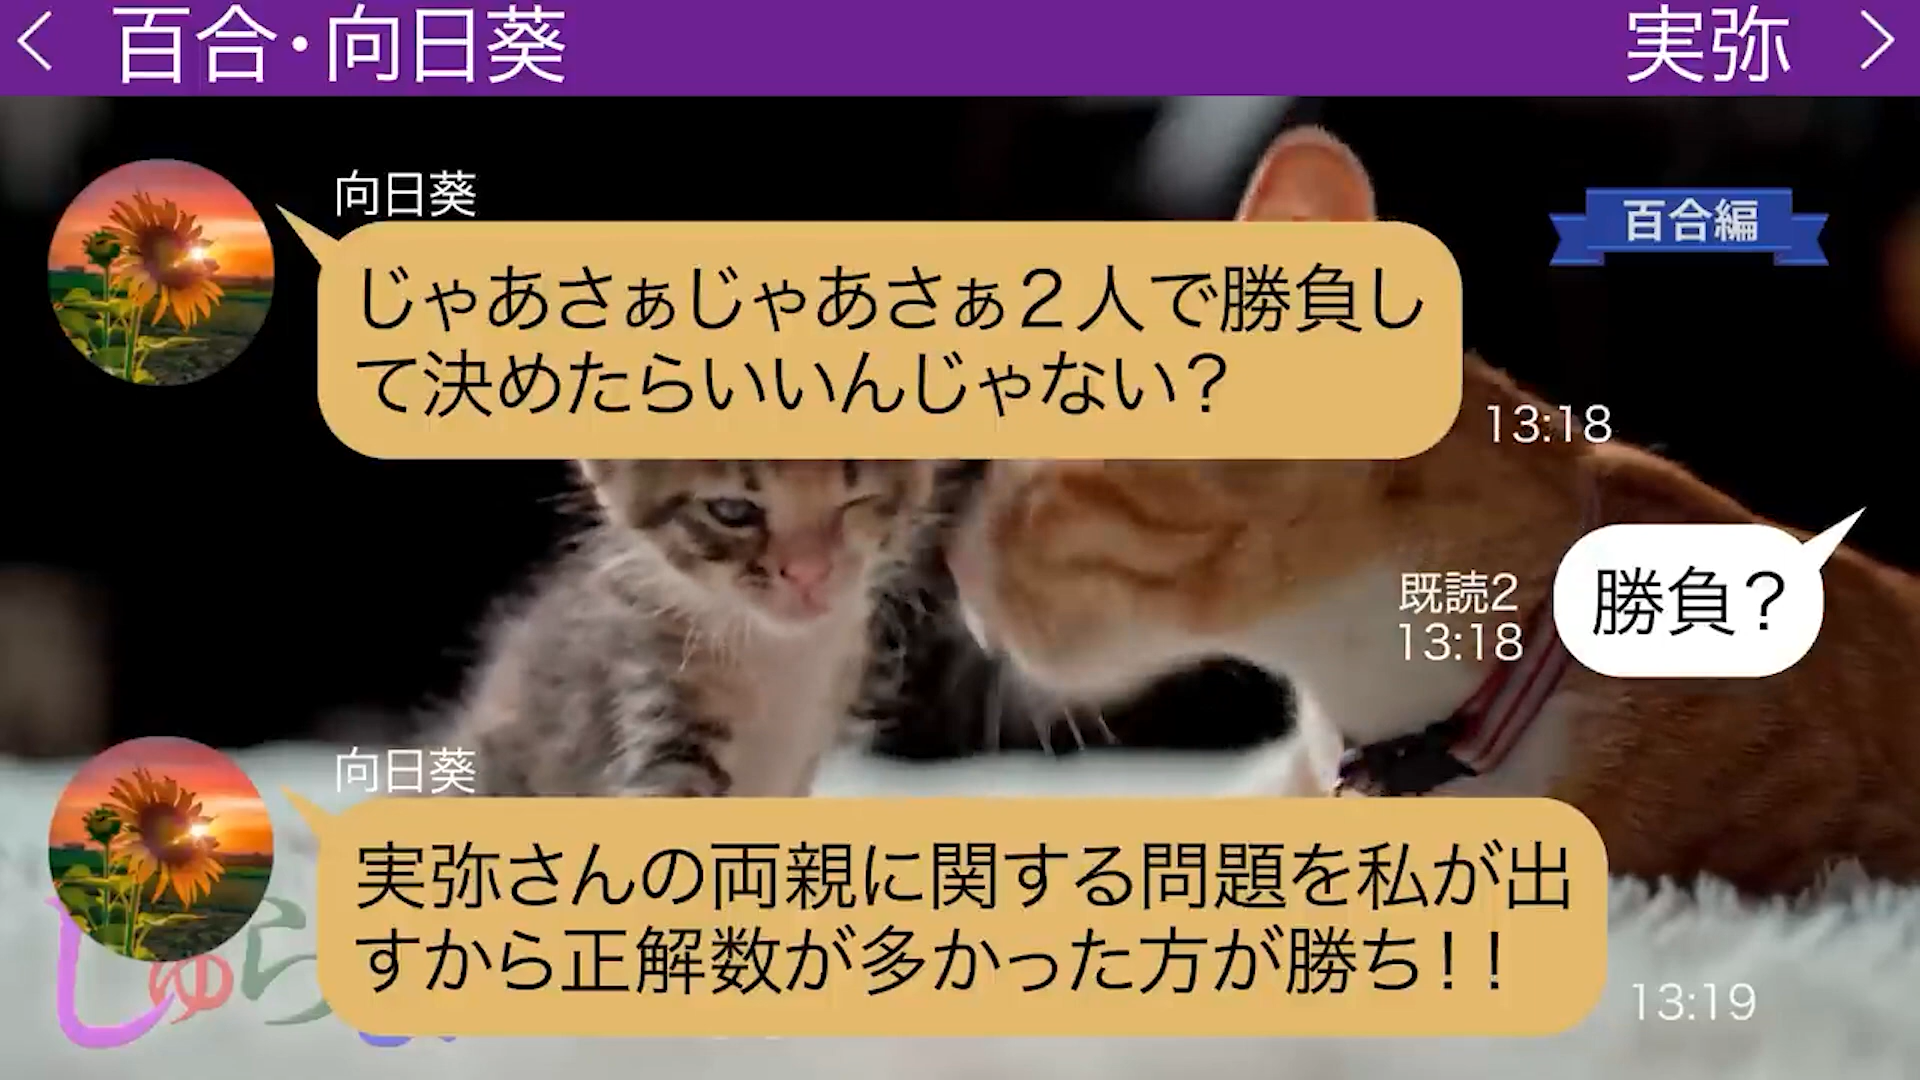 百合・向日葵
実弥
向日葵
百合編
じゃあさぁじゃあさぁ２人で勝負し
て決めたらいいんじゃない？
13:18
勝負？
既読2
13:18
向日葵
実弥さんの両親に関する問題を私が出
すから正解数が多かった方が勝ち！！
13:19
しゅら